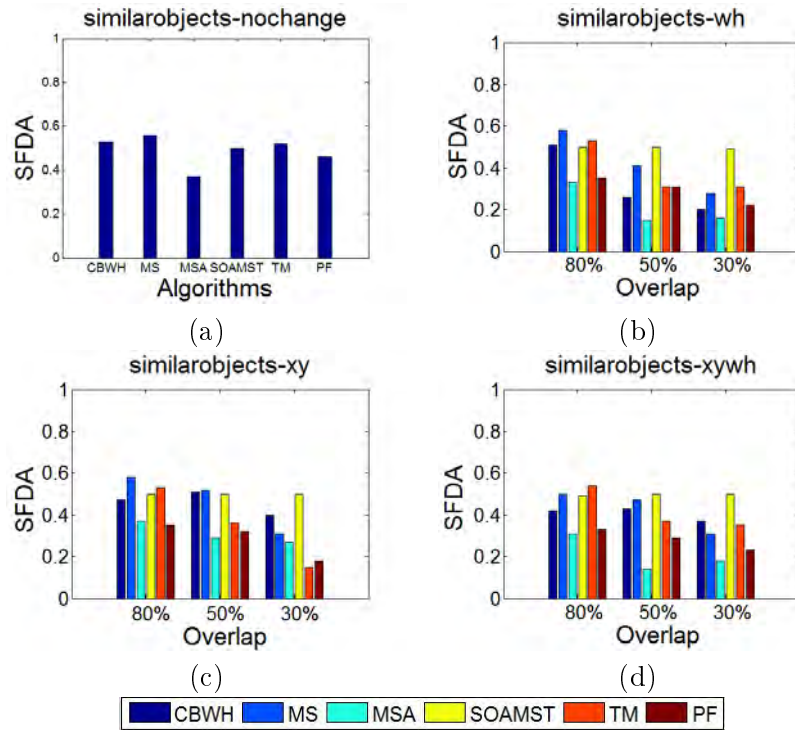 similarobjects-nochange
1
0.8
0.6
0.4
0.2
0
SFDA
CBWH MS MSA SOAMST TM PF
Algorithms
(a)
similarobjects-wh
1
0.8
0.6
0.4
0.2
0
SFDA
80% 50% 30%
Overlap
(b)
similarobjects-xy
1
0.8
0.6
0.4
0.2
0
SFDA
80% 50% 30%
Overlap
(c)
similarobjects-xywh
1
0.8
0.6
0.4
0.2
0
SFDA
80% 50% 30%
Overlap
(d)
CBWH MS MSA SOAMST TM PF